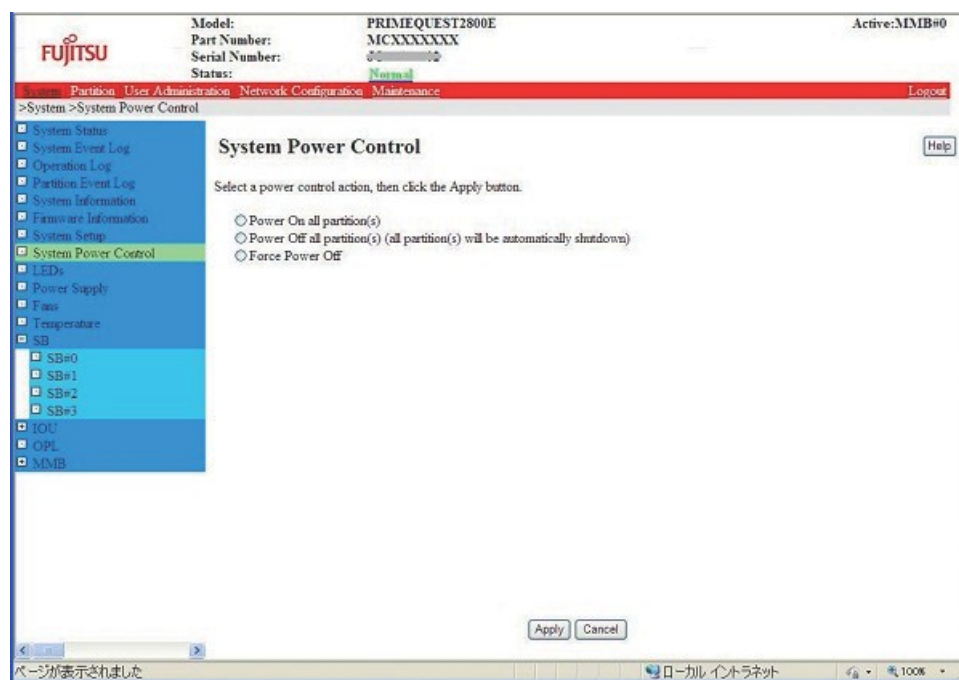 FUJITSU
Model: PRIMEQUEST2800E
Part Number: MCXXXXXXX
Serial Number:
Status: Normal
Active:MMB#0
System Partition User Administration Network Configuration Maintenance Logout
>System >System Power Control
System Status
System Event Log
Operation Log
Partition Event Log
System Information
Firmware Information
System Setup
System Power Control
LEDs
Power Supply
Fans
Temperature
SB
SB#0
SB#1
SB#2
SB#3
IOU
OPL
MMB
System Power Control
Help
Select a power control action, then click the Apply button.
Power On all partition(s)
Power Off all partition(s) (all partition(s) will be automatically shutdown)
Force Power Off
Apply Cancel
ページが表示されました
ローカル イントラネット
100%